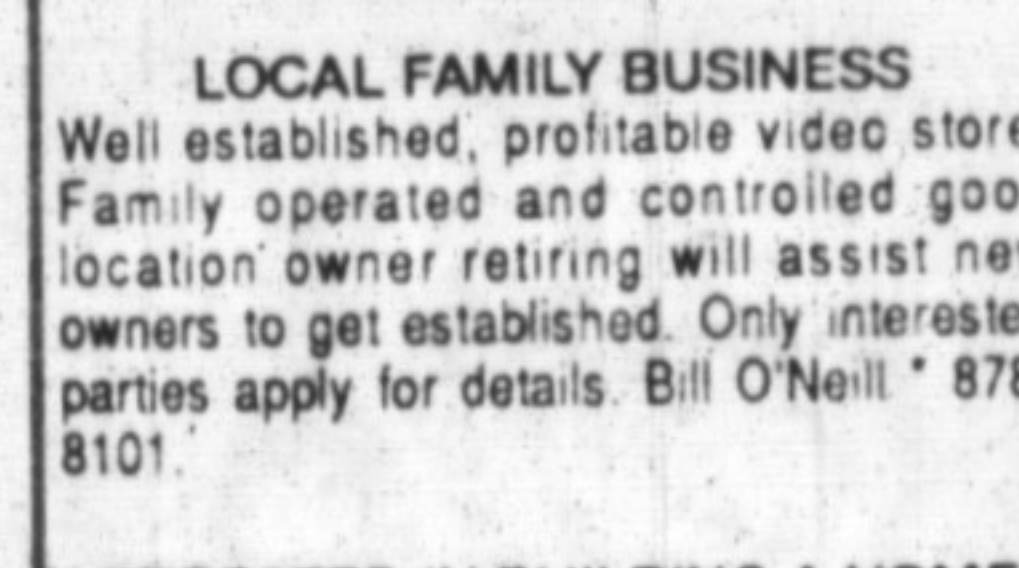 LOCAL FAMILY BUSINESS
Well established, profitable video store
Family operated and controlled goo
location owner retiring will assist ne
owners to get established. Only intereste
parties apply for details. Bill O'Neill * 878
8101.